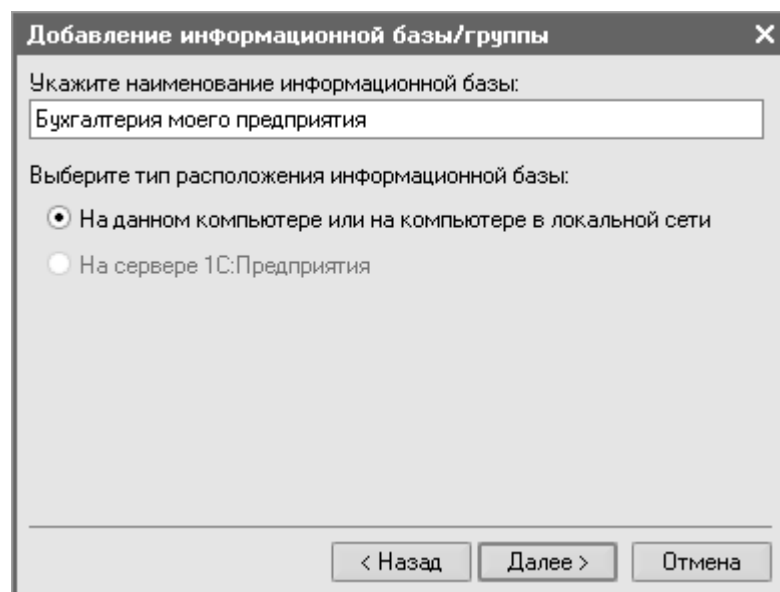 Добавление информационной базы/группы
Укажите наименование информационной базы:
Бухгалтерия моего предприятия
Выберите тип расположения информационной базы:
На данном компьютере или на компьютере в локальной сети
На сервере 1С:Предприятия
< Назад Далее > Отмена